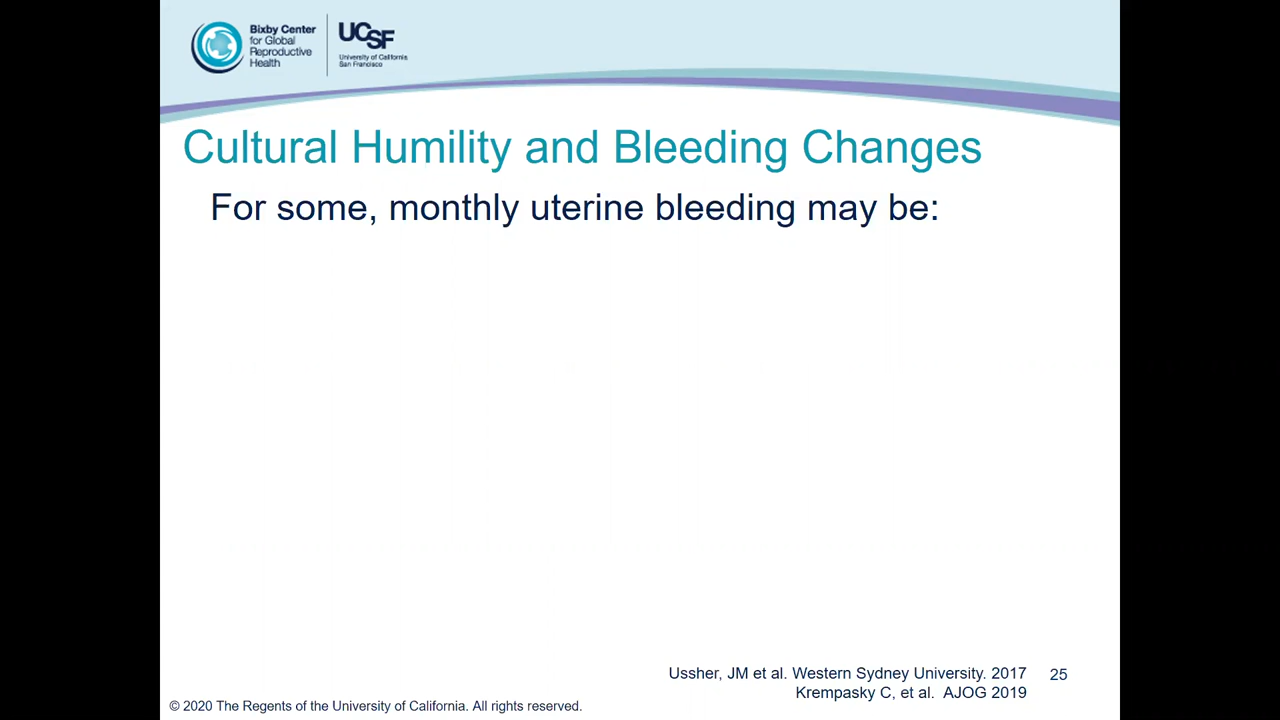 Bixby Center
for Global
Reproductive
Health
UCSF
University of California
San Francisco
Cultural Humility and Bleeding Changes
For some, monthly uterine bleeding may be:
Ussher, JM et al. Western Sydney University. 2017
25
Krempasky C, et al. AJOG 2019
© 2020 The Regents of the University of California. All rights reserved.